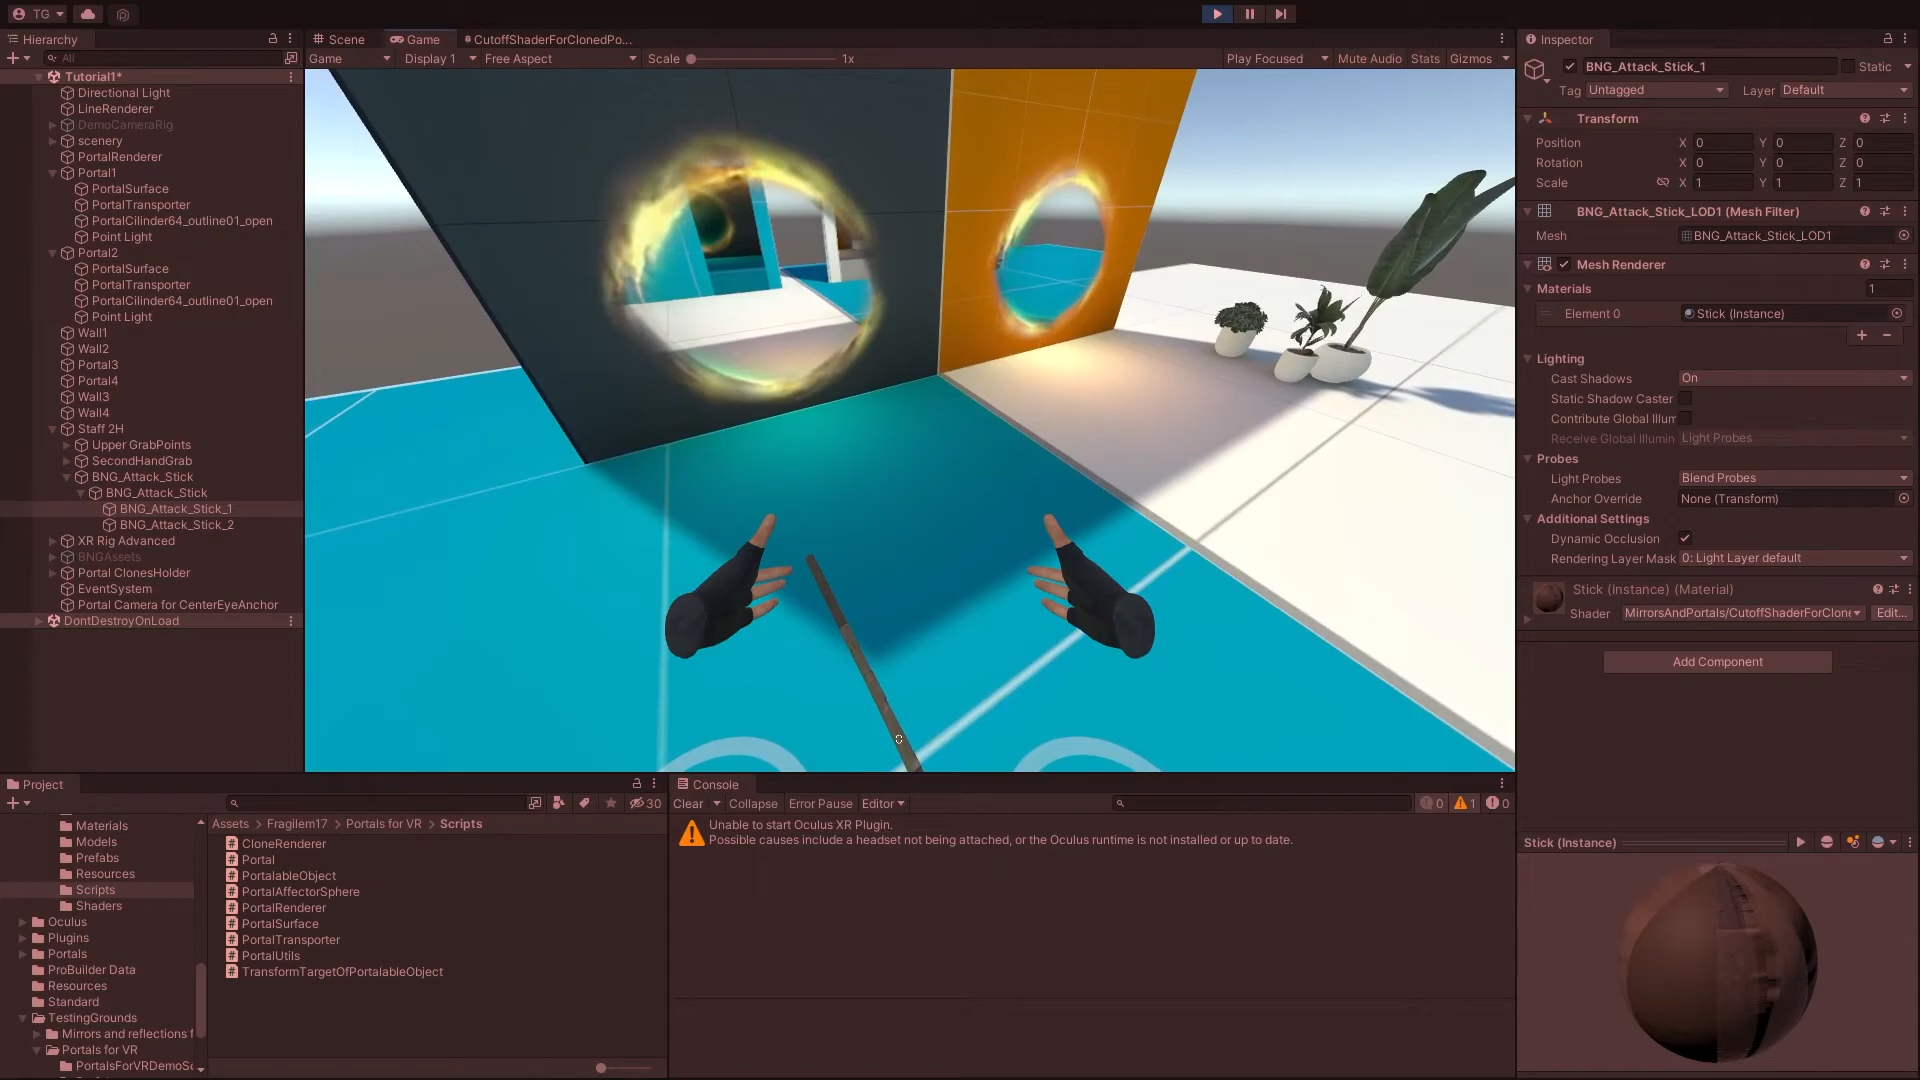 TG
Hierarchy
All
Tutorial1*
Directional Light
LineRenderer
DemoCameraRig
scenery
PortalRenderer
Portal1
PortalSurface
PortalTransporter
PortalCilinder64_outline01_open
Point Light
Portal2
PortalSurface
PortalTransporter
PortalCilinder64_outline01_open
Point Light
Wall1
Wall2
Portal3
Portal4
Wall3
Wall4
Staff 2H
Upper GrabPoints
SecondHandGrab
BNG_Attack_Stick
BNG_Attack_Stick
BNG_Attack_Stick_1
BNG_Attack_Stick_2
XR Rig Advanced
BNGAssets
Portal ClonesHolder
EventSystem
Portal Camera for CenterEyeAnchor
DontDestroyOnLoad
Scene Game CutoffShaderForClonedPo...
Game Display 1 Free Aspect Scale 1x Play Focused Mute Audio Stats Gizmos
Inspector
BNG_Attack_Stick_1 Static
Tag Untagged Layer Default
Transform
Position X 0 Y 0 Z 0
Rotation X 0 Y 0 Z 0
Scale X 1 Y 1 Z 1
BNG_Attack_Stick_LOD1 (Mesh Filter)
Mesh BNG_Attack_Stick_LOD1
Mesh Renderer
Materials 1
Element 0 Stick (Instance)
Lighting
Cast Shadows On
Static Shadow Caster
Contribute Global Illum
Receive Global Illumin Light Probes
Probes
Light Probes Blend Probes
Anchor Override None (Transform)
Additional Settings
Dynamic Occlusion
Rendering Layer Mask 0: Light Layer default
Stick (Instance) (Material)
Shader MirrorsAndPortals/CutoffShaderForClone Edit...
Add Component
Stick (Instance)
Project
30
Materials
Models
Prefabs
Resources
Scripts
Shaders
Oculus
Plugins
Portals
ProBuilder Data
Resources
Standard
TestingGrounds
Mirrors and reflections f
Portals for VR
PortalsForVRDemoSc
Assets > Fragilem17 > Portals for VR > Scripts
CloneRenderer
Portal
PortalableObject
PortalAffectorSphere
PortalRenderer
PortalSurface
PortalTransporter
PortalUtils
TransformTargetOfPortalableObject
Console
Clear Collapse Error Pause Editor 0 1 0
Unable to start Oculus XR Plugin.
Possible causes include a headset not being attached, or the Oculus runtime is not installed or up to date.